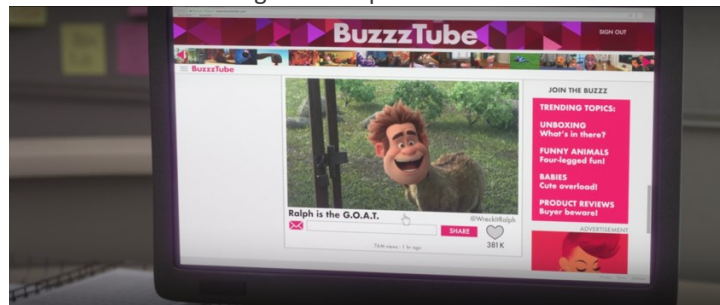 BuzzzTube
SIGN OUT
BuzzzTube
JOIN THE BUZZZ
TRENDING TOPICS:
UNBOXING
What's in there?
FUNNY ANIMALS
Four-legged fun!
BABIES
Cute overload!
PRODUCT REVIEWS
Buyer beware!
ADVERTISEMENT
Ralph is the G.O.A.T.
@WreckItRalph
SHARE
381K